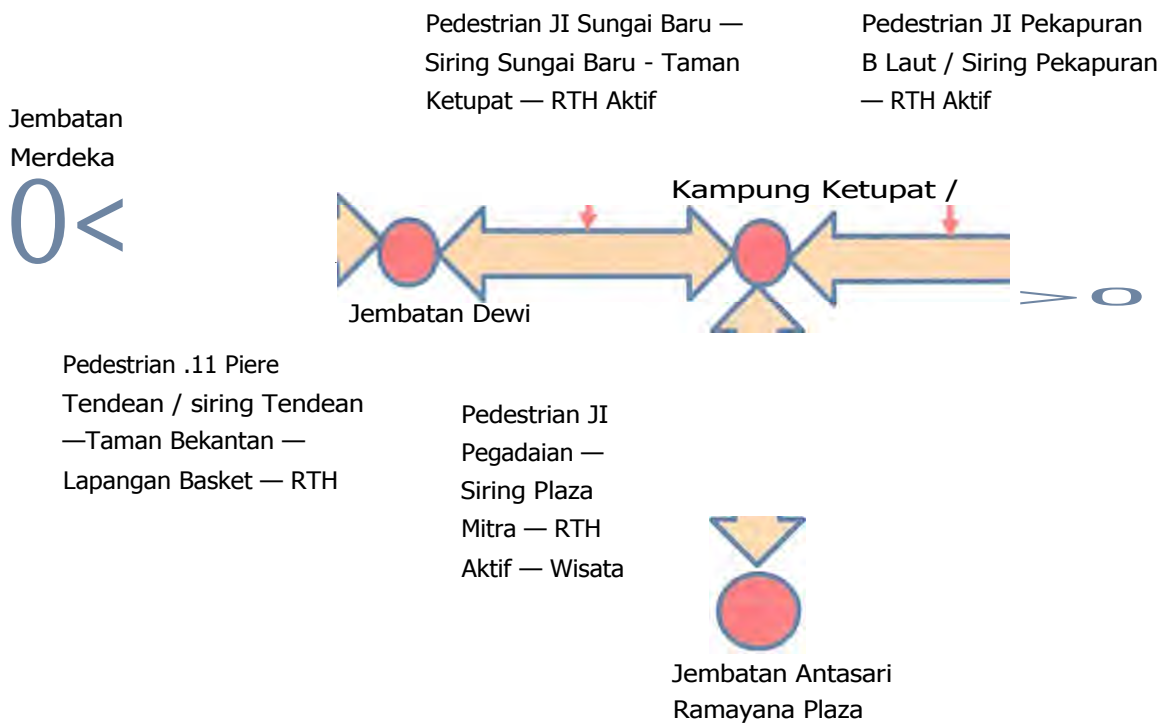 Pedestrian JI Sungai Baru —
Siring Sungai Baru - Taman
Ketupat — RTH Aktif
Pedestrian JI Pekapuran
B Laut / Siring Pekapuran
— RTH Aktif
Jembatan
Merdeka
0<
Kampung Ketupat /
> o
Jembatan Dewi
Pedestrian .11 Piere
Tendean / siring Tendean
—Taman Bekantan —
Lapangan Basket — RTH
Pedestrian JI
Pegadaian —
Siring Plaza
Mitra — RTH
Aktif — Wisata
Jembatan Antasari
Ramayana Plaza